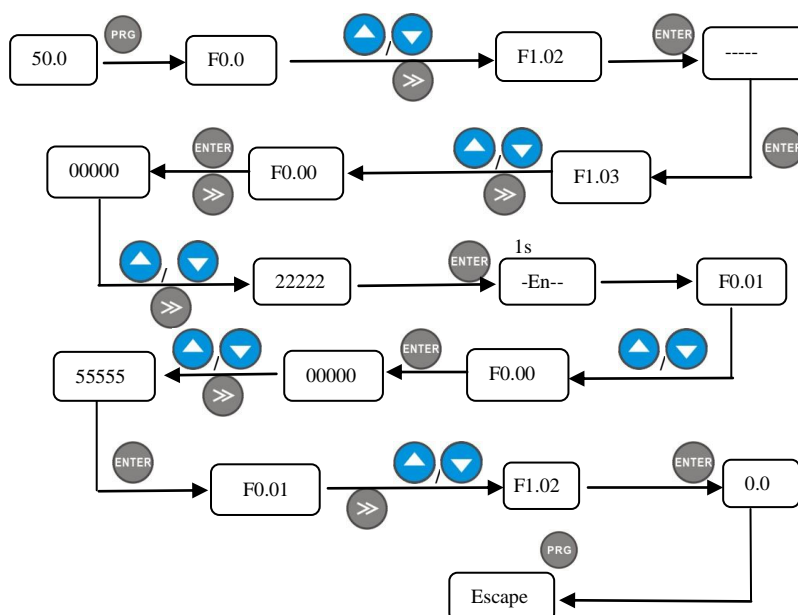 PRG
50.0
F0.0
/
F1.02
ENTER
-----
ENTER
F1.03
/
F0.00
ENTER
00000
/
22222
ENTER
1s
-En--
F0.01
/
F0.00
ENTER
00000
/
55555
ENTER
F0.01
/
F1.02
ENTER
0.0
PRG
Escape